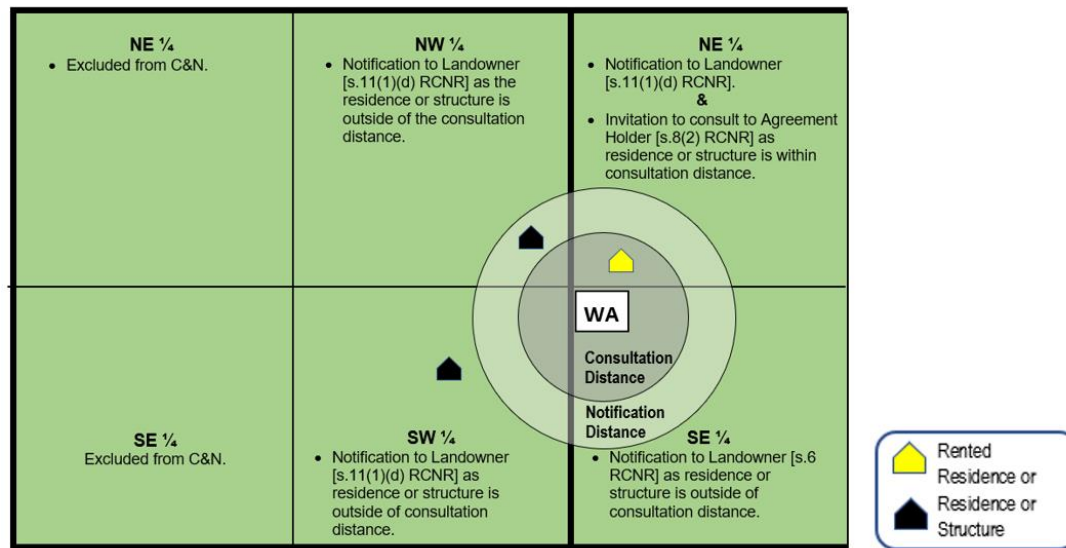 NE ¼
• Excluded from C&N.
NW ¼
• Notification to Landowner
[s.11(1)(d) RCNR] as the
residence or structure is
outside of the consultation
distance.
NE ¼
• Notification to Landowner
[s.11(1)(d) RCNR].
&
• Invitation to consult to Agreement
Holder [s.8(2) RCNR] as
residence or structure is within
consultation distance.
WA
Consultation
Distance
Notification
Distance
SE ¼
Excluded from C&N.
SW ¼
• Notification to Landowner
[s.11(1)(d) RCNR] as
residence or structure is
outside of consultation
distance.
SE ¼
• Notification to Landowner [s.6
RCNR] as residence or
structure is outside of
consultation distance.
Rented
Residence or
Residence or
Structure